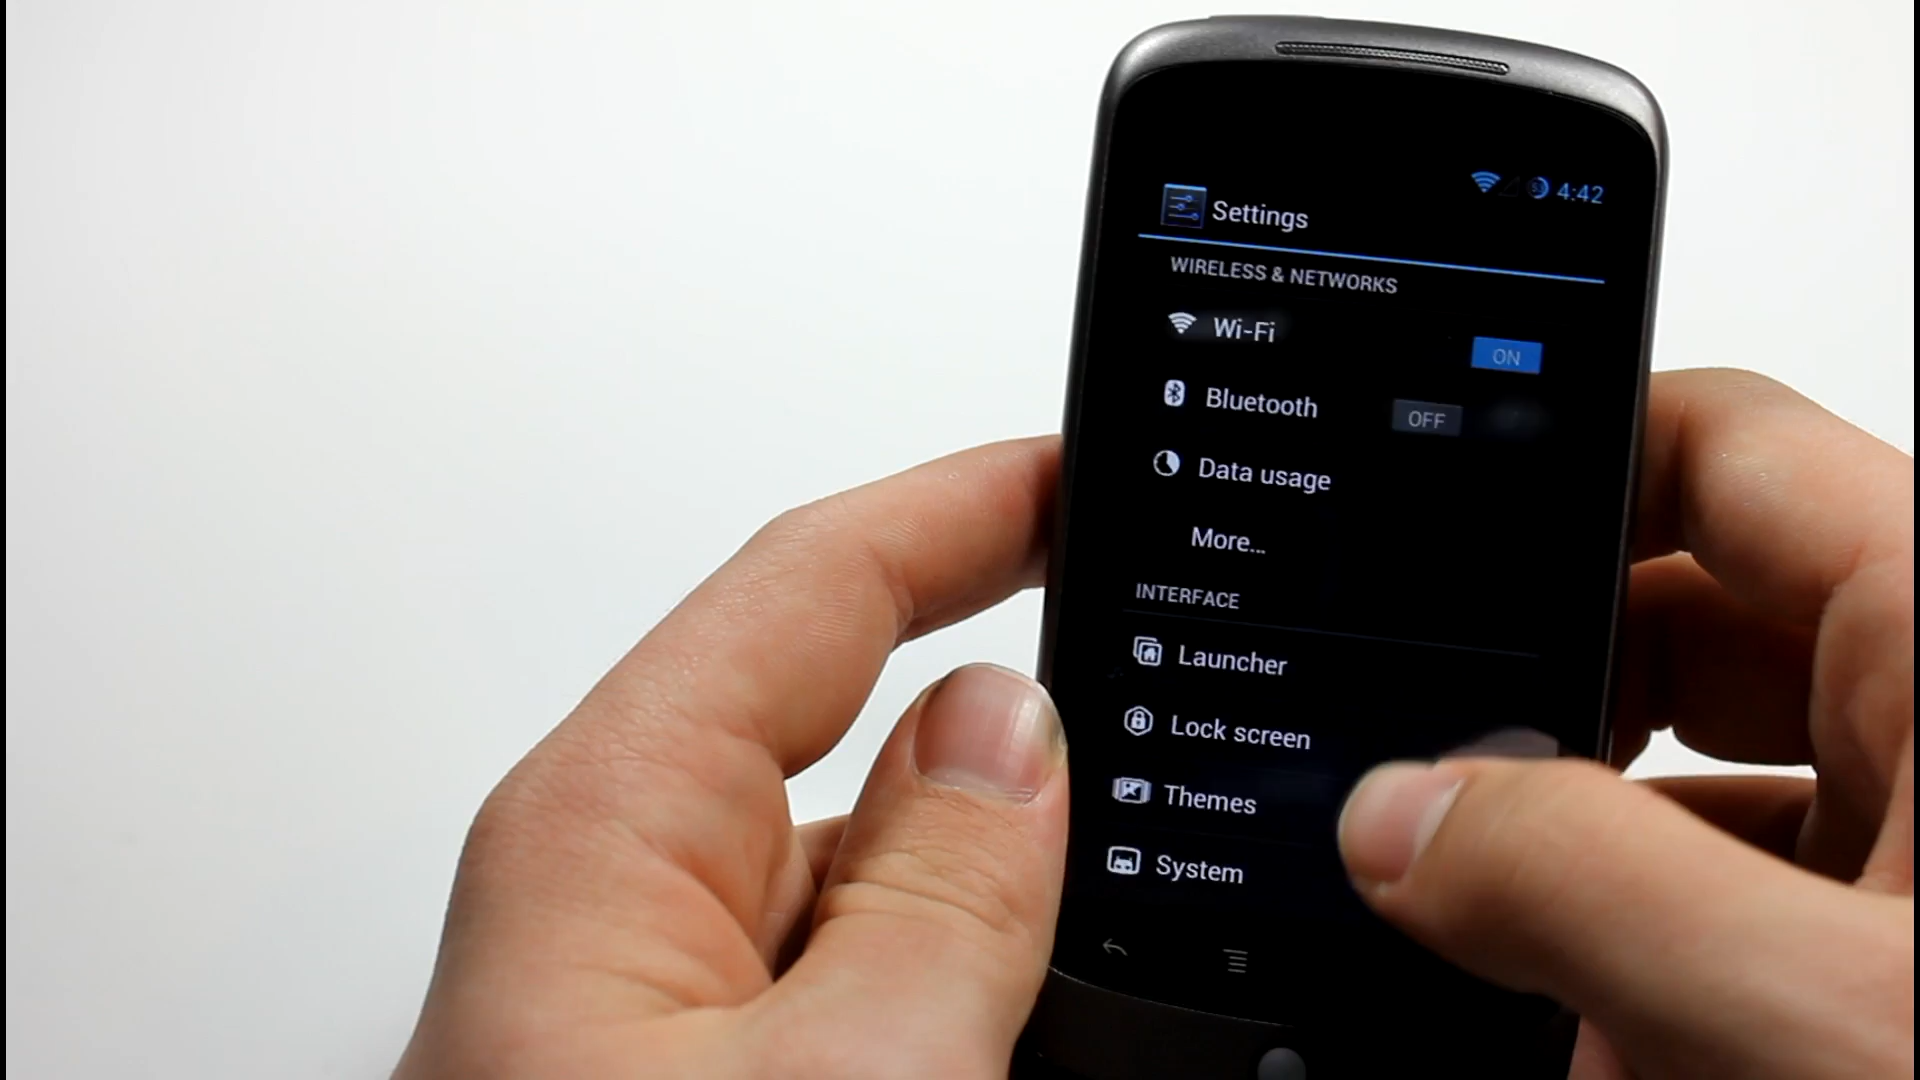 4:42
Settings
WIRELESS & NETWORKS
Wi-Fi
ON
Bluetooth
OFF
Data usage
More...
INTERFACE
Launcher
Lock screen
Themes
System